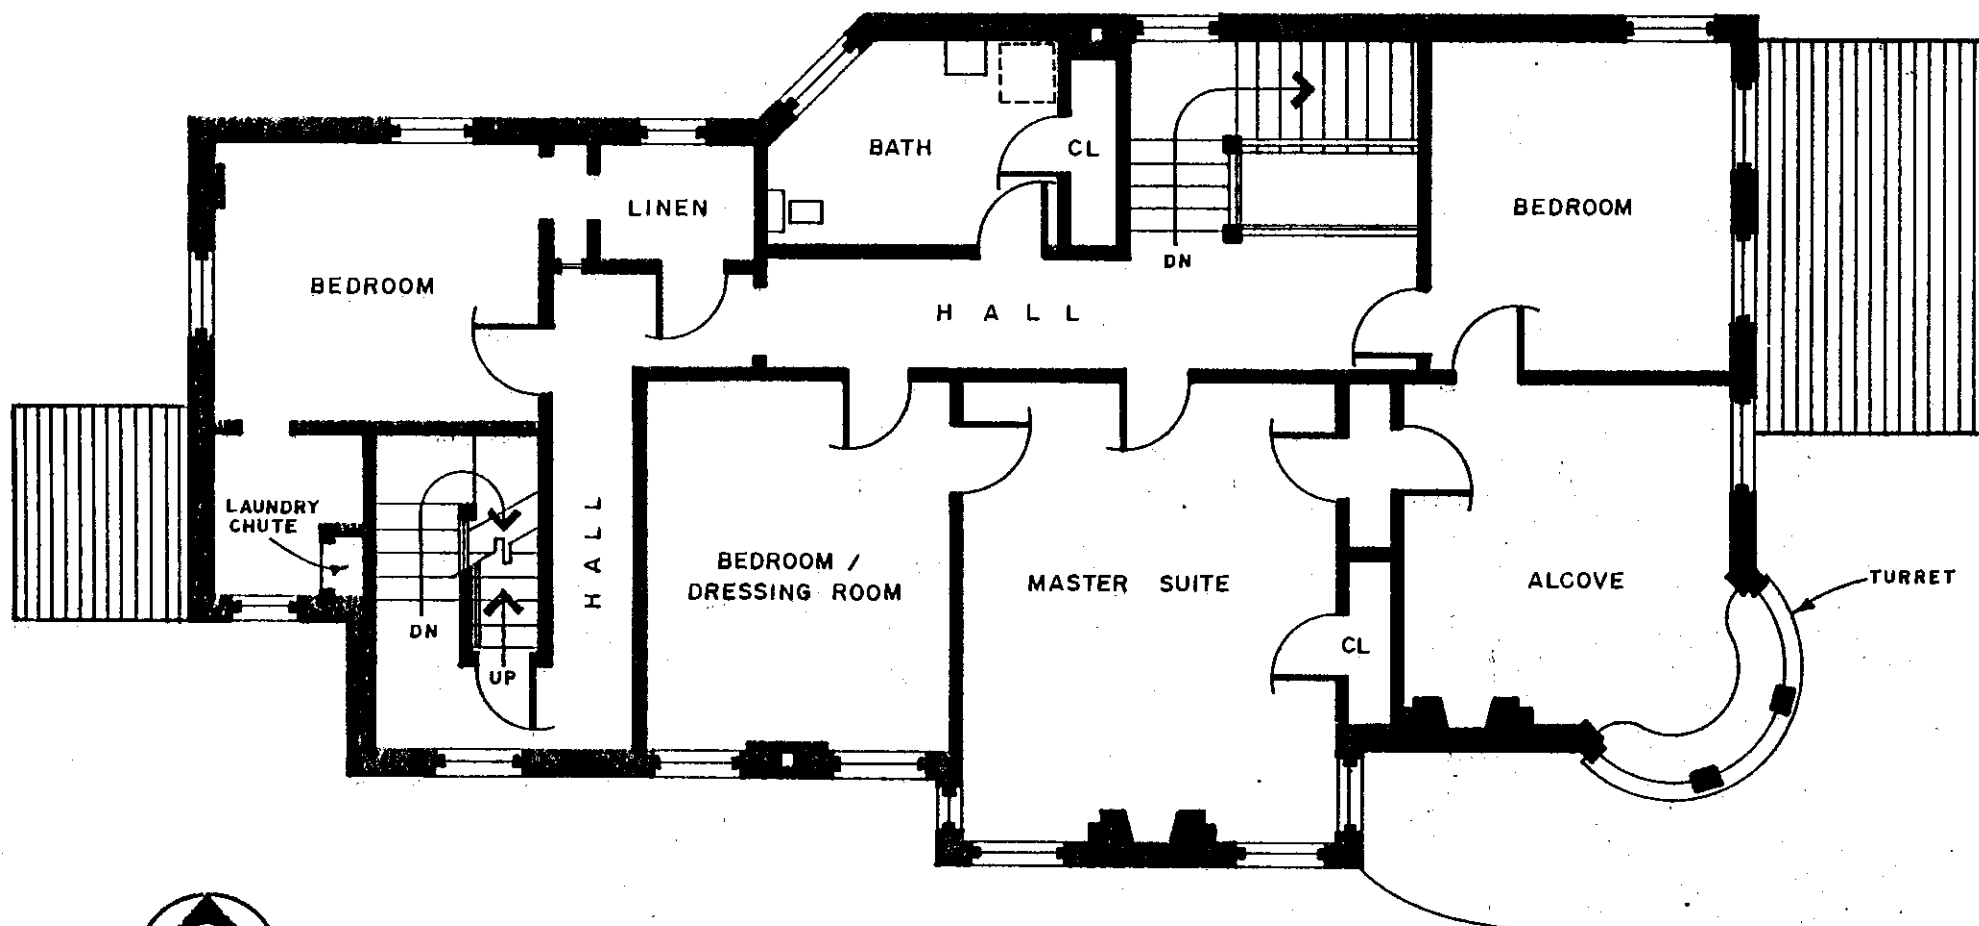 BATH
CL
LINEN
BEDROOM
BEDROOM
DN
HALL
LAUNDRY
CHUTE
HALL
BEDROOM /
DRESSING ROOM
MASTER SUITE
ALCOVE
TURRET
DN
CL
UP